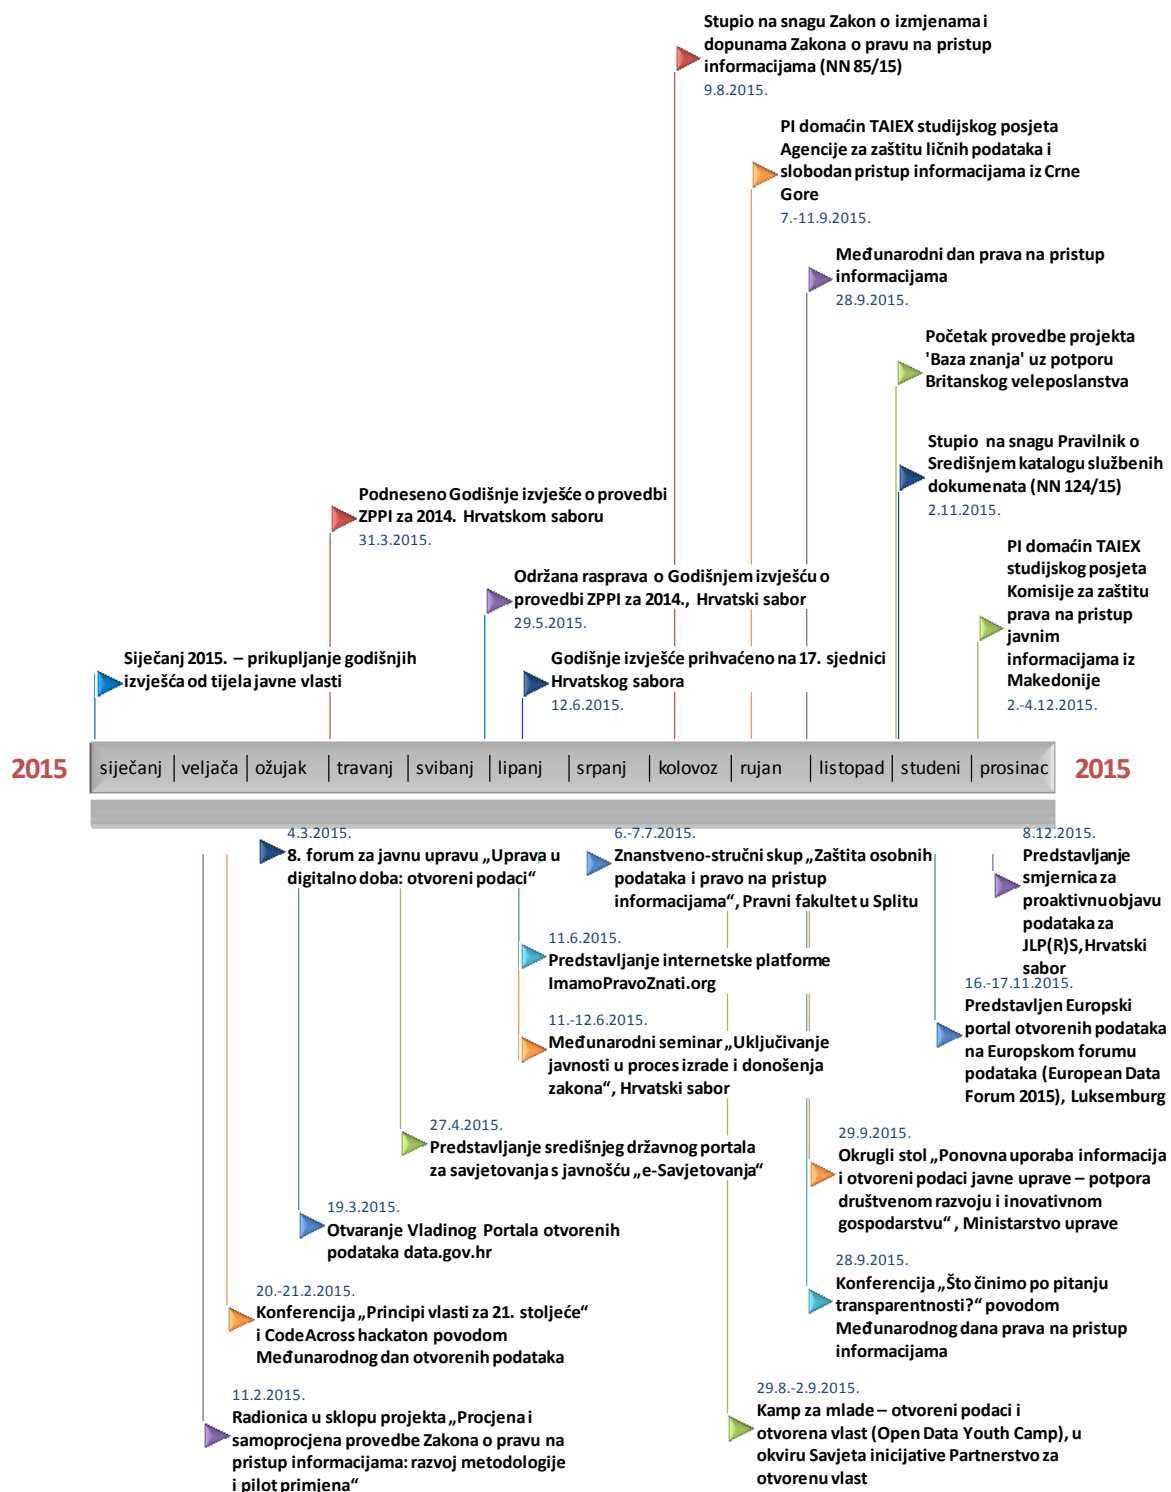 Stupio na snagu Zakon o izmjenama i
dopunama Zakona o pravu na pristup
informacijama (NN 85/15)
9.8.2015.
PI domaćin TAIEX studijskog posjeta
Agencije za zaštitu ličnih podataka i
slobodan pristup informacijama iz Crne
Gore
7.-11.9.2015.
Međunarodni dan prava na pristup
informacijama
28.9.2015.
Početak provedbe projekta
'Baza znanja' uz potporu
Britanskog veleposlanstva
Stupio na snagu Pravilnik o
Središnjem katalogu službenih
dokumenata (NN 124/15)
2.11.2015.
Podneseno Godišnje izvješće o provedbi
ZPPI za 2014. Hrvatskom saboru
31.3.2015.
PI domaćin TAIEX
studijskog posjeta
Komisije za zaštitu
prava na pristup
javnim
informacijama iz
Makedonije
2.-4.12.2015.
Održana rasprava o Godišnjem izvješću o
provedbi ZPPI za 2014., Hrvatski sabor
29.5.2015.
Siječanj 2015. – prikupljanje godišnjih
izvješća od tijela javne vlasti
Godišnje izvješće prihvaćeno na 17. sjednici
Hrvatskog sabora
12.6.2015.
2015 siječanj veljača ožujak travanj svibanj lipanj srpanj kolovoz rujan listopad studeni prosinac 2015
4.3.2015.
8. forum za javnu upravu „Uprava u
digitalno doba: otvoreni podaci“
6.-7.7.2015.
Znanstveno-stručni skup „Zaštita osobnih
podataka i pravo na pristup
informacijama“, Pravni fakultet u Splitu
8.12.2015.
Predstavljanje
smjernica za
proaktivnu objavu
podataka za
JLP(R)S, Hrvatski
sabor
11.6.2015.
Predstavljanje internetske platforme
ImamoPravoZnati.org
16.-17.11.2015.
Predstavljen Europski
portal otvorenih podataka
na Europskom forumu
podataka (European Data
Forum 2015), Luksemburg
11.-12.6.2015.
Međunarodni seminar „Uključivanje
javnosti u proces izrade i donošenja
zakona“, Hrvatski sabor
27.4.2015.
Predstavljanje središnjeg državnog portala
za savjetovanja s javnošću „e-Savjetovanja“
29.9.2015.
Okrugli stol „Ponovna uporaba informacija
i otvoreni podaci javne uprave – potpora
društvenom razvoju i inovativnom
gospodarstvu“ , Ministarstvo uprave
19.3.2015.
Otvaranje Vladinog Portala otvorenih
podataka data.gov.hr
28.9.2015.
Konferencija „Što činimo po pitanju
transparentnosti?“ povodom
Međunarodnog dana prava na pristup
informacijama
20.-21.2.2015.
Konferencija „Principi vlasti za 21. stoljeće“
i CodeAcross hackaton povodom
Međunarodnog dan otvorenih podataka
29.8.-2.9.2015.
Kamp za mlade – otvoreni podaci i
otvorena vlast (Open Data Youth Camp), u
okviru Savjeta inicijative Partnerstvo za
otvorenu vlast
11.2.2015.
Radionica u sklopu projekta „Procjena i
samoprocjena provedbe Zakona o pravu na
pristup informacijama: razvoj metodologije
i pilot primjena“